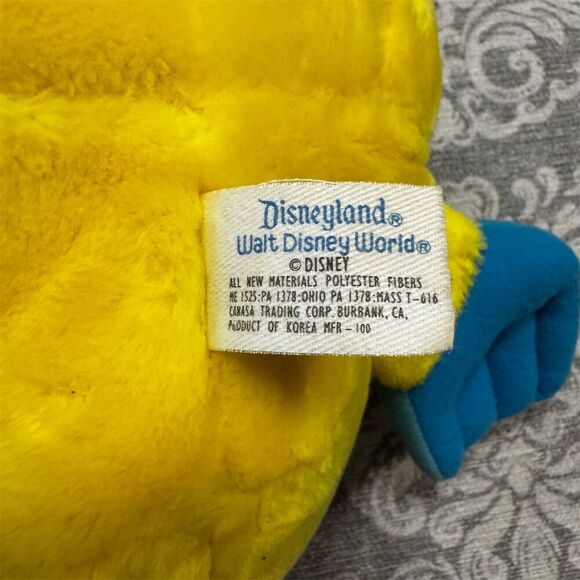 Disneyland®
Walt Disney World®
© DISNEY
ALL NEW MATERIALS POLYESTER FIBERS
ME 1525:PA 1378:OHIO PA 1378:MASS T-616
CANASA TRADING CORP. BURBANK, CA.
PRODUCT OF KOREA MFR-100